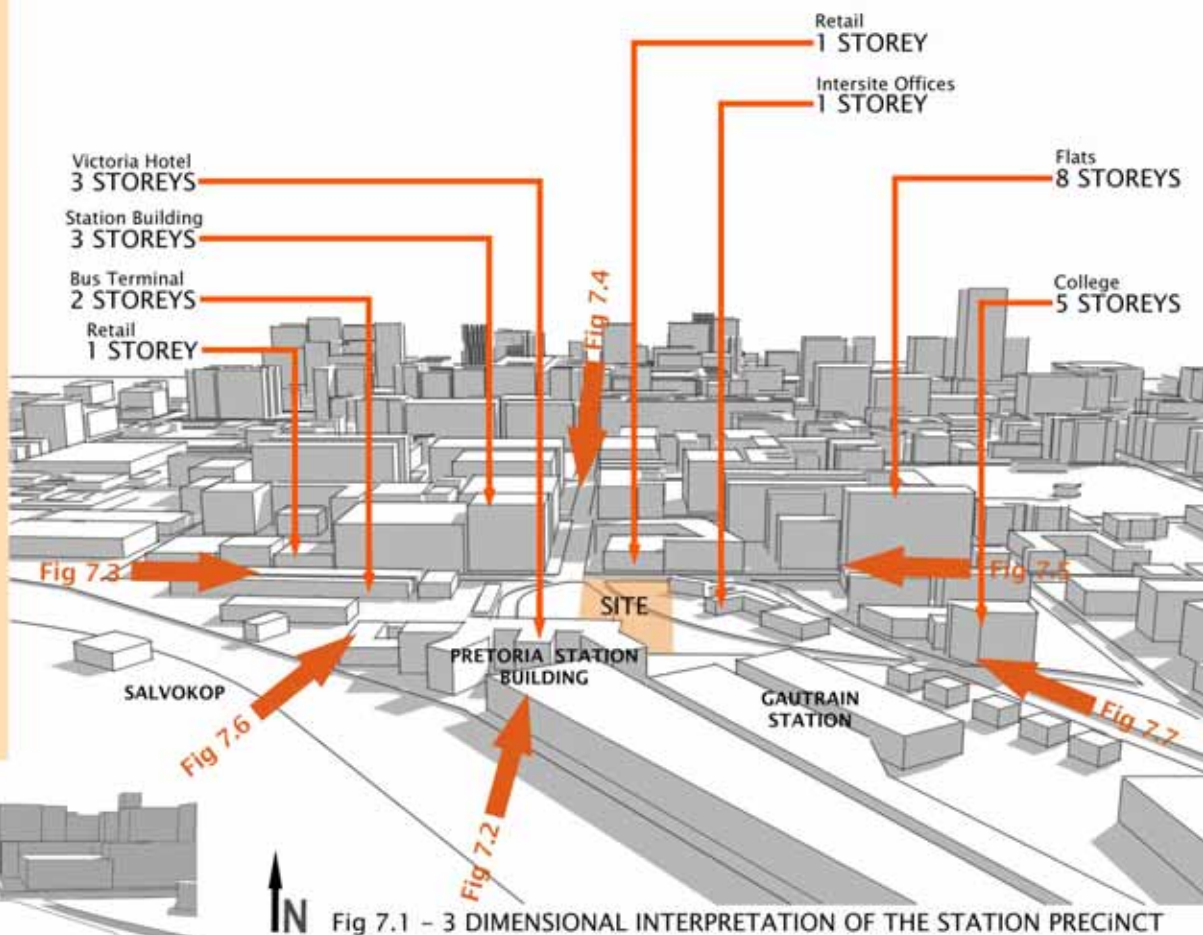 Retail
1 STOREY
Intersite Offices
1 STOREY
Victoria Hotel
3 STOREYS
Flats
8 STOREYS
Station Building
3 STOREYS
Bus Terminal
2 STOREYS
College
5 STOREYS
Retail
1 STOREY
Fig 7.4
Fig 7.3
Fig 7.5
SITE
PRETORIA STATION
BUILDING
SALVOKOP
GAUTRAIN
STATION
Fig 7.6
Fig 7.7
Fig 7.2
N
Fig 7.1 - 3 DIMENSIONAL INTERPRETATION OF THE STATION PRECiNCT